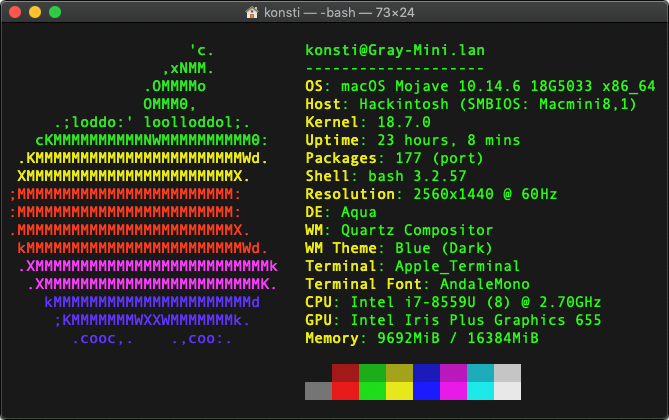 konsti — -bash — 73×24
                    'c.
                 ,xNMM.
               .OMMMMo
               OMMM0,
     .;loddo:' loolloddol;.
   cKMMMMMMMMMMNWMMMMMMMMMM0:
 .KMMMMMMMMMMMMMMMMMMMMMMMWd.
 XMMMMMMMMMMMMMMMMMMMMMMMX.
;MMMMMMMMMMMMMMMMMMMMMMMM:
:MMMMMMMMMMMMMMMMMMMMMMMM:
.MMMMMMMMMMMMMMMMMMMMMMMMX.
 kMMMMMMMMMMMMMMMMMMMMMMMMWd.
 .XMMMMMMMMMMMMMMMMMMMMMMMMMMk
  .XMMMMMMMMMMMMMMMMMMMMMMMMK.
    kMMMMMMMMMMMMMMMMMMMMMMd
     ;KMMMMMMMWXXWMMMMMMMk.
       .cooc,.    .,coo:.
konsti@Gray-Mini.lan
--------------------
OS: macOS Mojave 10.14.6 18G5033 x86_64
Host: Hackintosh (SMBIOS: Macmini8,1)
Kernel: 18.7.0
Uptime: 23 hours, 8 mins
Packages: 177 (port)
Shell: bash 3.2.57
Resolution: 2560x1440 @ 60Hz
DE: Aqua
WM: Quartz Compositor
WM Theme: Blue (Dark)
Terminal: Apple_Terminal
Terminal Font: AndaleMono
CPU: Intel i7-8559U (8) @ 2.70GHz
GPU: Intel Iris Plus Graphics 655
Memory: 9692MiB / 16384MiB